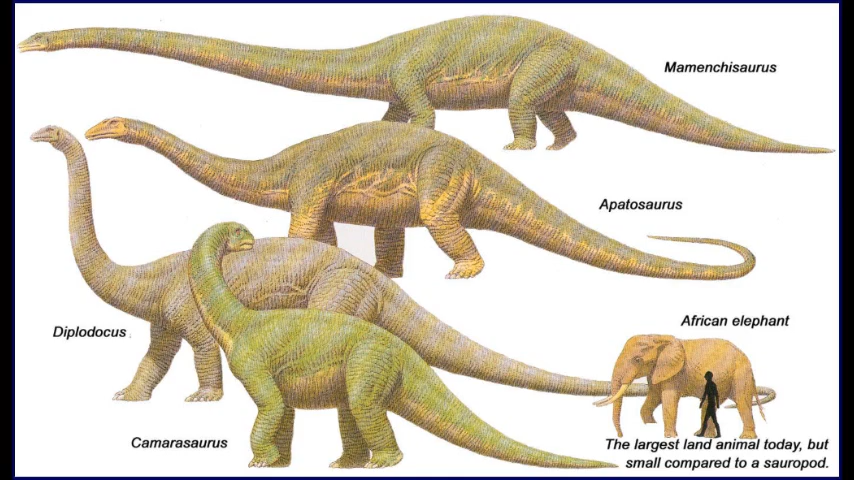 Mamenchisaurus
Apatosaurus
Diplodocus
African elephant
Camarasaurus
The largest land animal today, but
small compared to a sauropod.